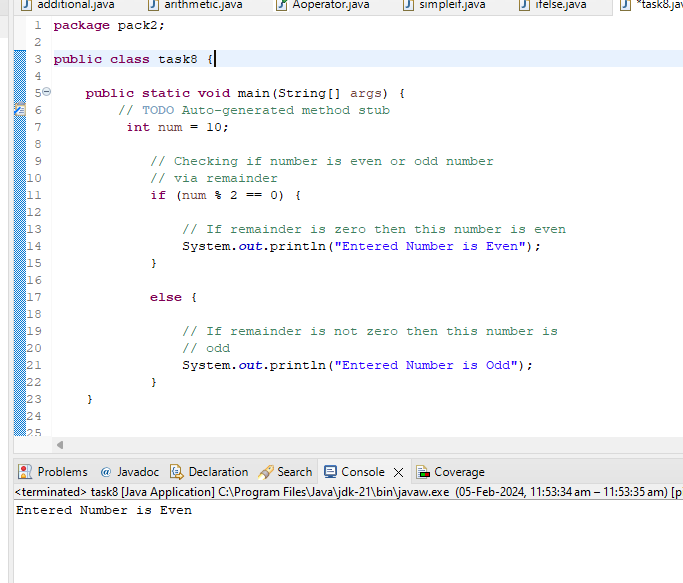 additional.java arithmetic.java Aoperator.java simpleif.java ifelse.java *task8.jav
1 package pack2;
2
3 public class task8 {
4
5 public static void main(String[] args) {
6 // TODO Auto-generated method stub
7 int num = 10;
8
9 // Checking if number is even or odd number
10 // via remainder
11 if (num % 2 == 0) {
12
13 // If remainder is zero then this number is even
14 System.out.println("Entered Number is Even");
15 }
16
17 else {
18
19 // If remainder is not zero then this number is
20 // odd
21 System.out.println("Entered Number is Odd");
22 }
23 }
24
25
Problems @ Javadoc Declaration Search Console Coverage
<terminated> task8 [Java Application] C:\Program Files\Java\jdk-21\bin\javaw.exe (05-Feb-2024, 11:53:34 am – 11:53:35 am) [p
Entered Number is Even